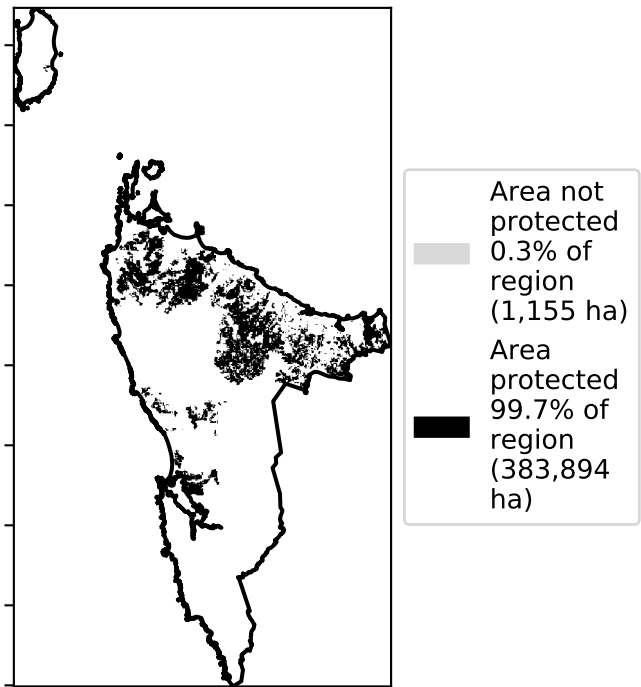 Area not
protected
0.3% of
region
(1,155 ha)
Area
protected
99.7% of
region
(383,894
ha)